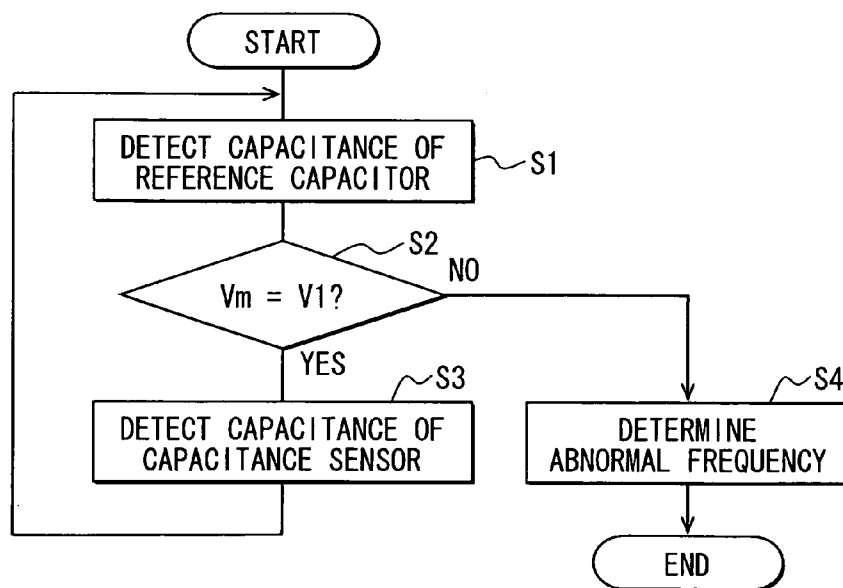 START
DETECT CAPACITANCE OF
REFERENCE CAPACITOR
S1
S2
Vm = V1?
NO
YES
S3
DETECT CAPACITANCE OF
CAPACITANCE SENSOR
S4
DETERMINE
ABNORMAL FREQUENCY
END